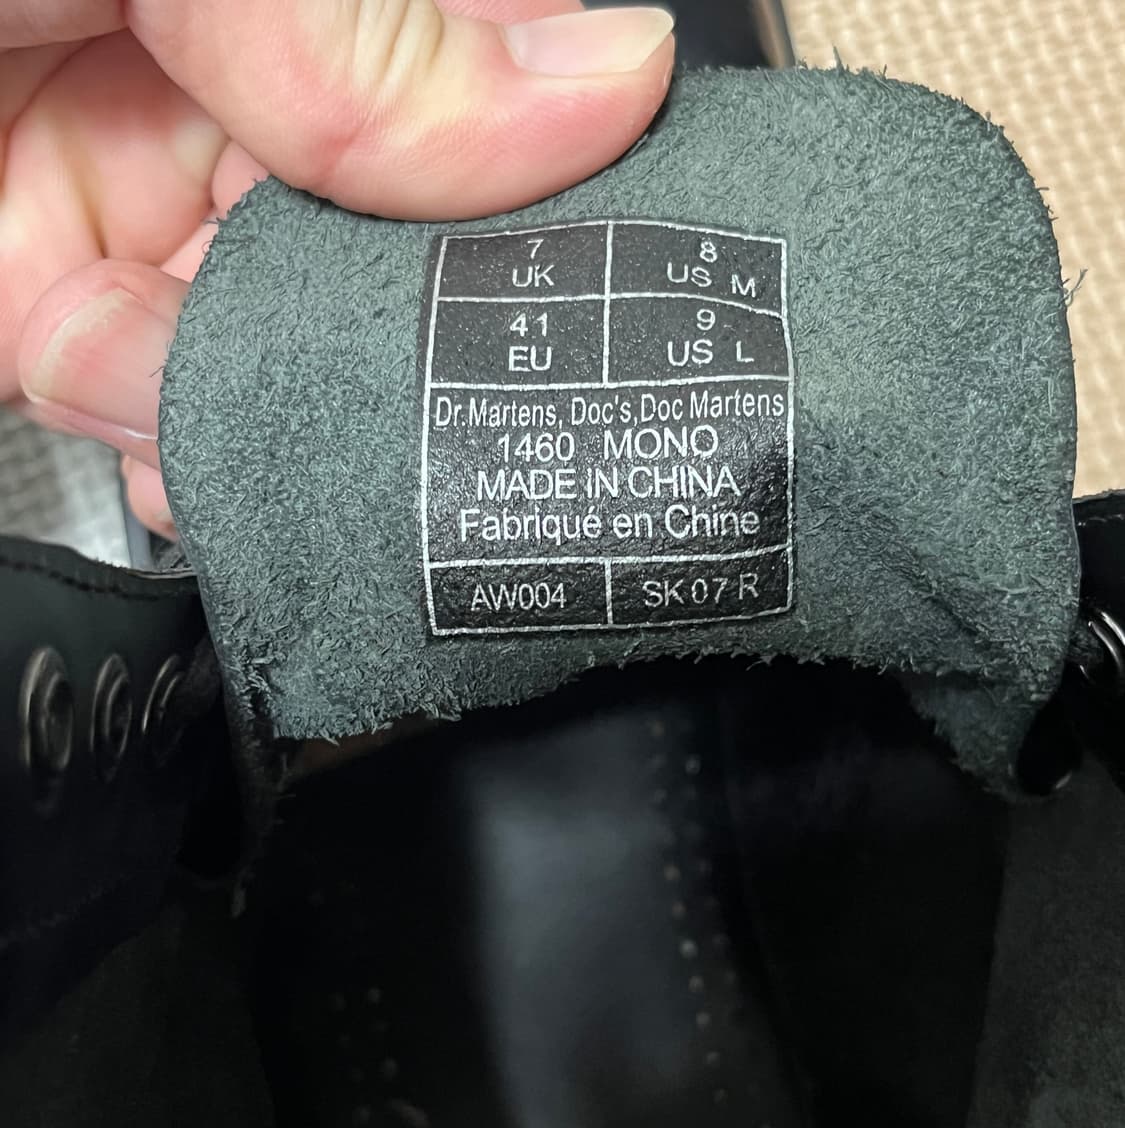 7 UK
8 US M
41 EU
9 US L
Dr.Martens, Doc's,Doc Martens
1460 MONO
MADE IN CHINA
Fabriqué en Chine
AW004
SK 07 R